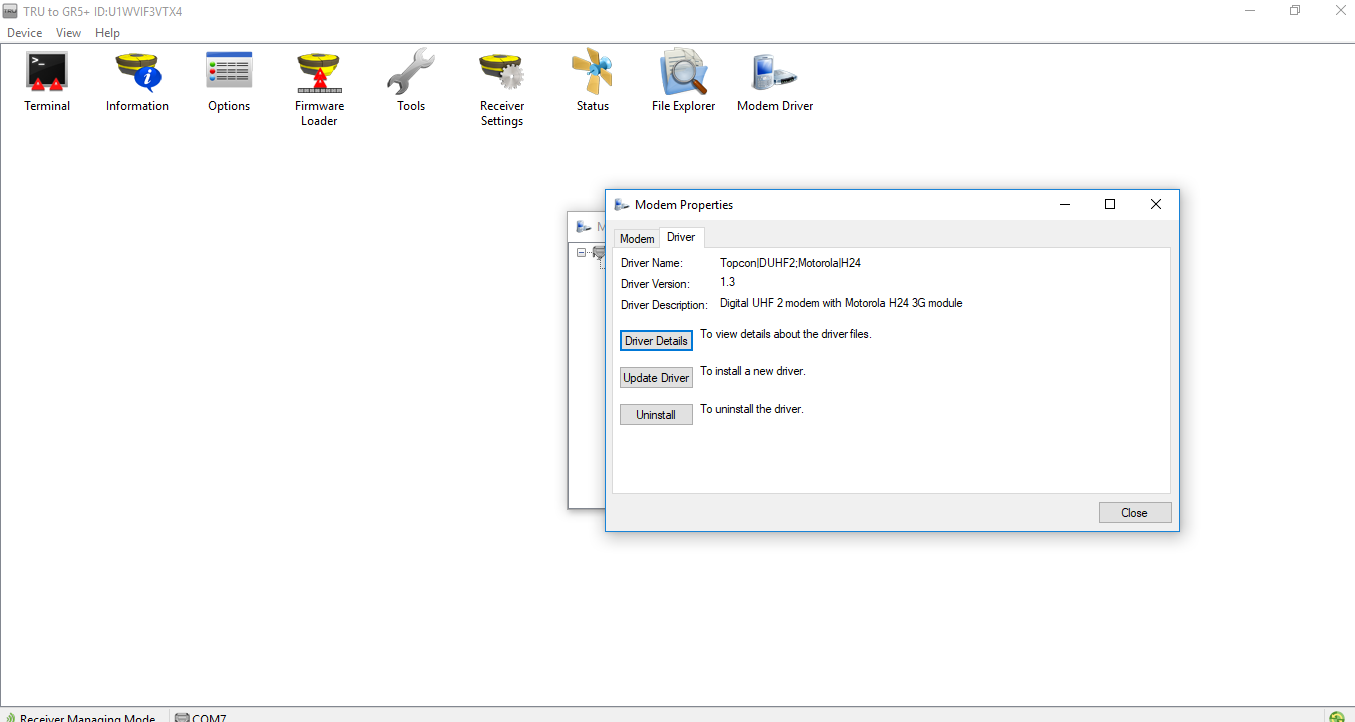 TRU to GR5+ ID:U1WVIF3VTX4
Device View Help
Terminal
Information
Options
Firmware
Loader
Tools
Receiver
Settings
Status
File Explorer
Modem Driver
M
Modem Properties
Modem Driver
Driver Name: Topcon|DUHF2;Motorola|H24
Driver Version: 1.3
Driver Description: Digital UHF 2 modem with Motorola H24 3G module
Driver Details To view details about the driver files.
Update Driver To install a new driver.
Uninstall To uninstall the driver.
Close
Receiver Managing Mode COM7